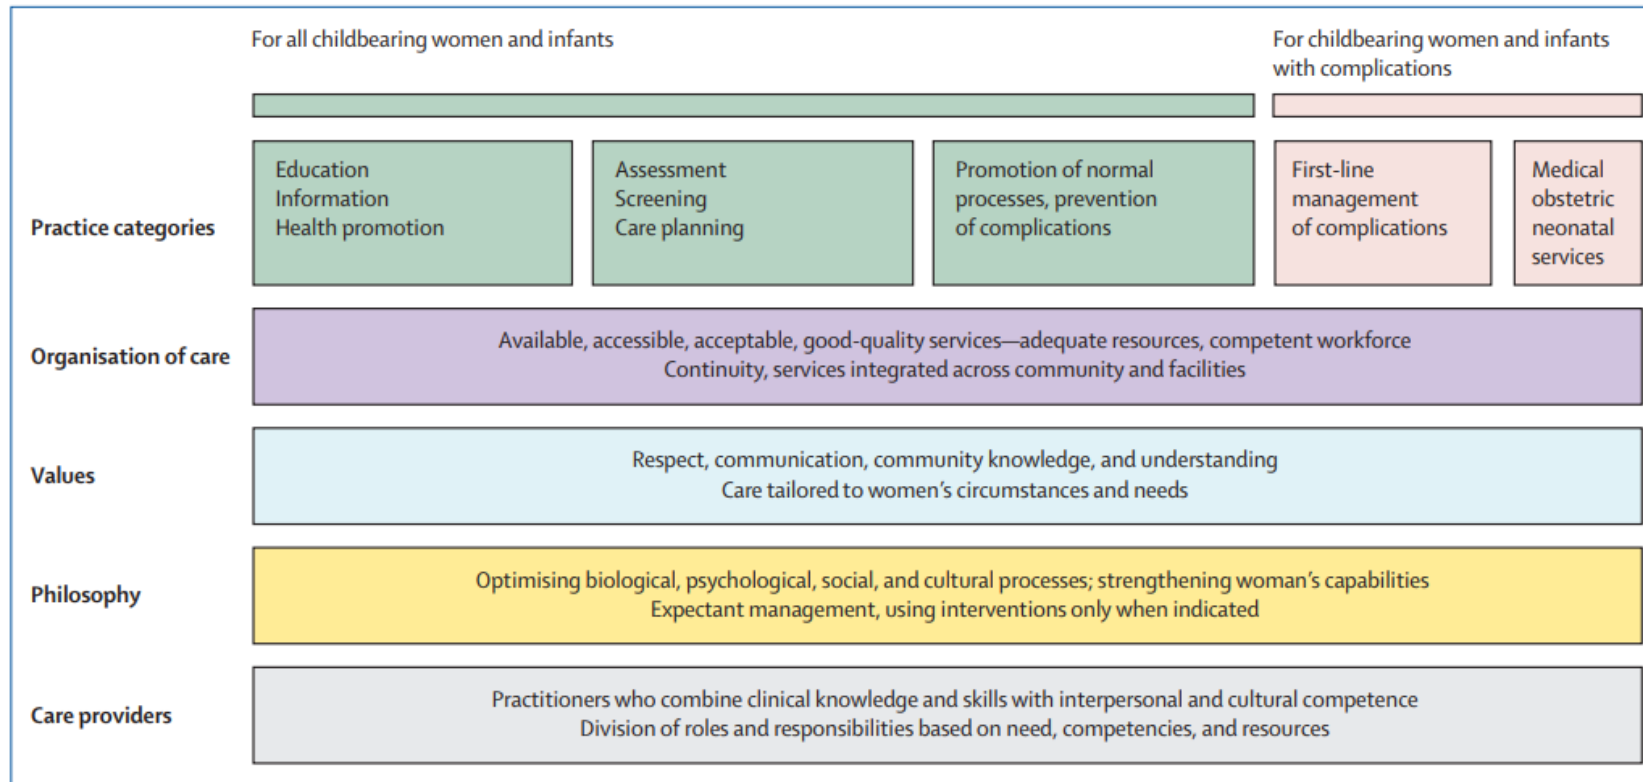 For all childbearing women and infants
For childbearing women and infants
with complications
Practice categories
Education
Information
Health promotion
Assessment
Screening
Care planning
Promotion of normal
processes, prevention
of complications
First-line
management
of complications
Medical
obstetric
neonatal
services
Organisation of care
Available, accessible, acceptable, good-quality services—adequate resources, competent workforce
Continuity, services integrated across community and facilities
Values
Respect, communication, community knowledge, and understanding
Care tailored to women's circumstances and needs
Philosophy
Optimising biological, psychological, social, and cultural processes; strengthening woman's capabilities
Expectant management, using interventions only when indicated
Care providers
Practitioners who combine clinical knowledge and skills with interpersonal and cultural competence
Division of roles and responsibilities based on need, competencies, and resources